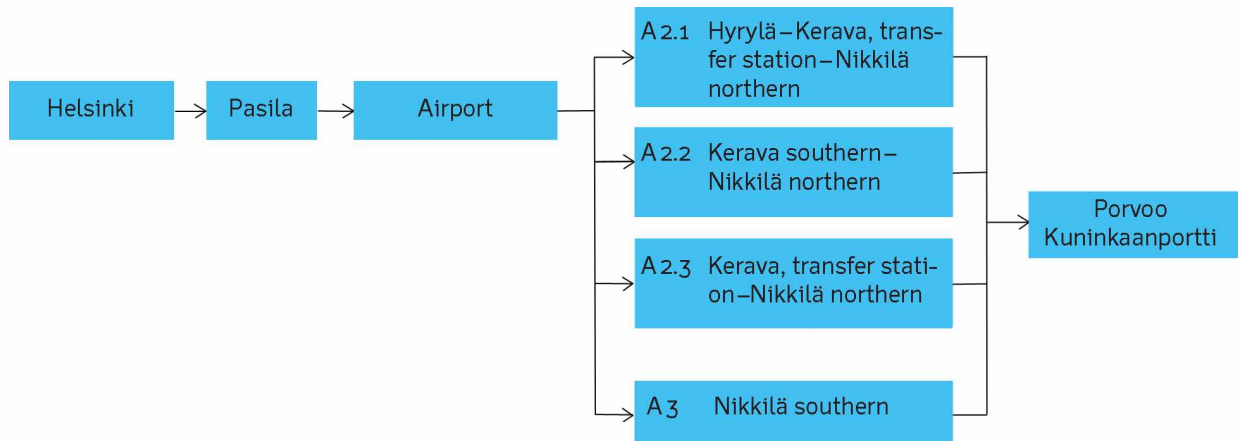 Helsinki
Pasila
Airport
A 2.1 Hyrylä–Kerava, trans-
fer station–Nikkilä
northern
A 2.2 Kerava southern–
Nikkilä northern
A 2.3 Kerava, transfer stati-
on–Nikkilä northern
A 3 Nikkilä southern
Porvoo
Kuninkaanportti